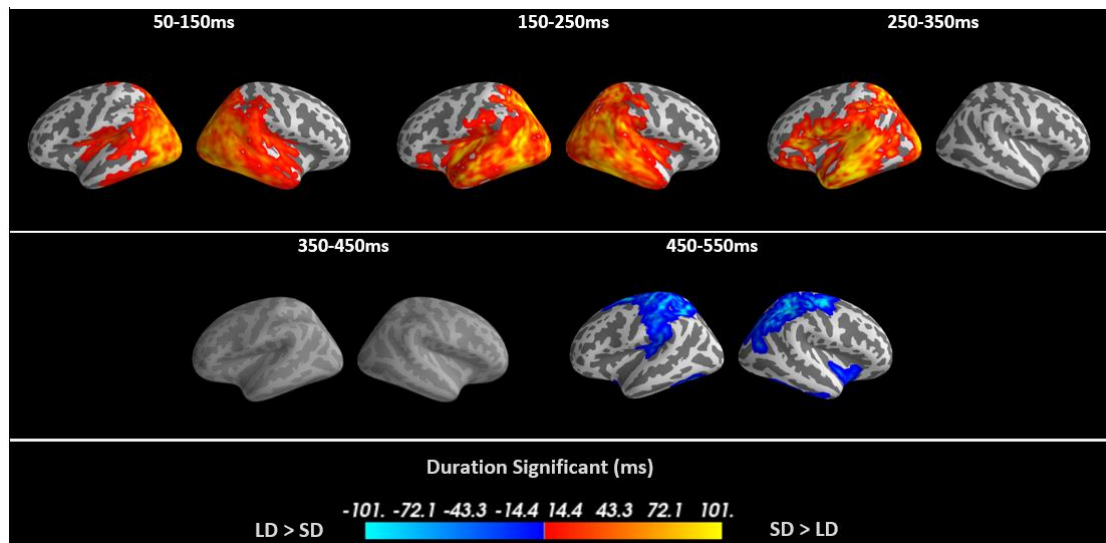 50-150ms
150-250ms
250-350ms
350-450ms
450-550ms
Duration Significant (ms)
-101. -72.1 -43.3 -14.4 14.4 43.3 72.1 101.
LD > SD
SD > LD